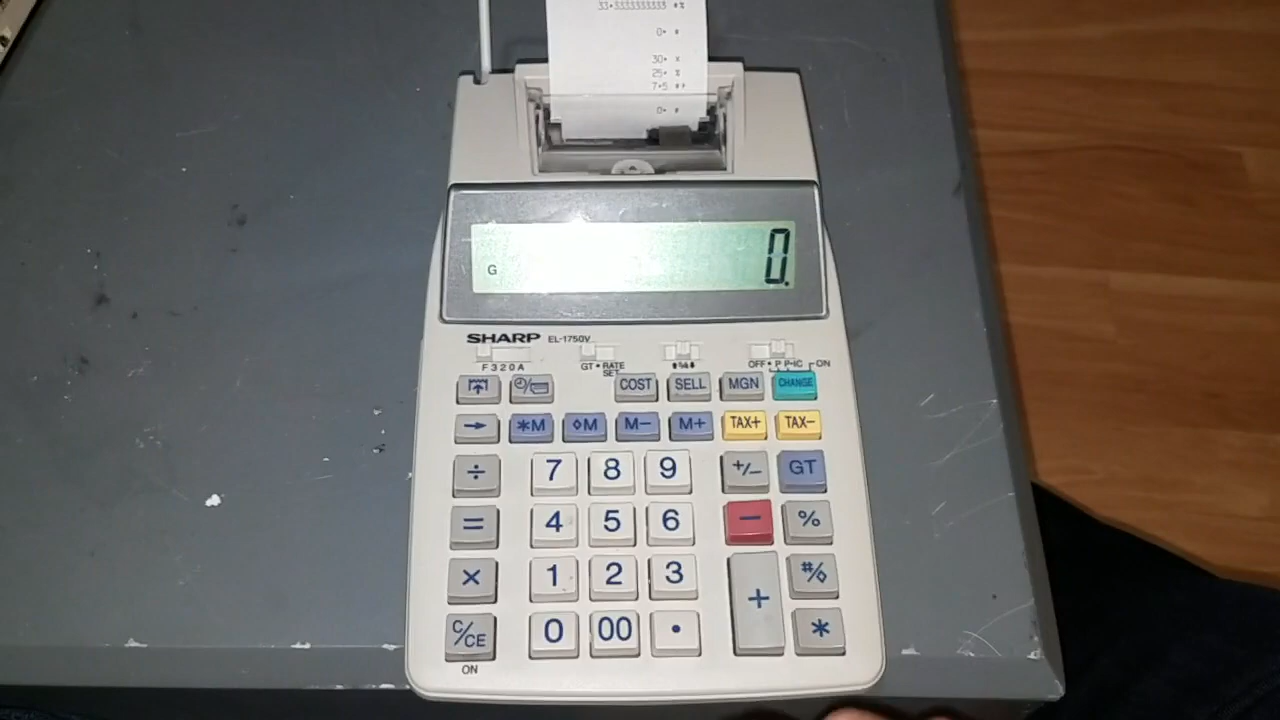 33•3333333333 *%
0• *
30• x
25• %
7•5 *
0• *
0.
G
SHARP EL-1750V
F 3 2 0 A
GT • RATE SET
OFF • P P•IC ON
COST SELL MGN CHANGE
→ *M ◊M M− M+ TAX+ TAX−
÷ 7 8 9 +/− GT
= 4 5 6 − %
× 1 2 3 + #/◊
C/CE 0 00 • *
ON